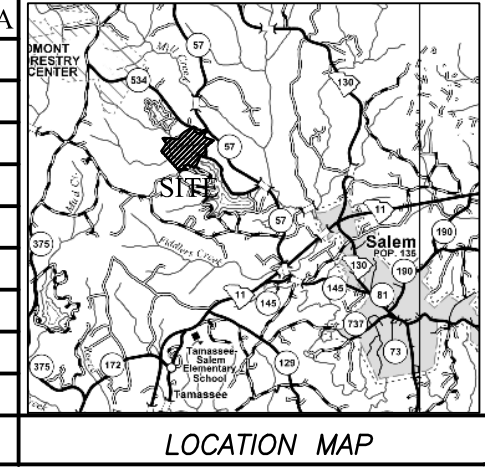 A
DMONT
RESTRY
CENTER
57
Mill Creek
534
130
57
SITE
11
57
Salem
POP. 135
190
375
Fiddlers Creek
130
190
11
145
145
81
737
73
375
172
129
Tamassee-
Salem
Elementary
School
Tamassee
LOCATION MAP